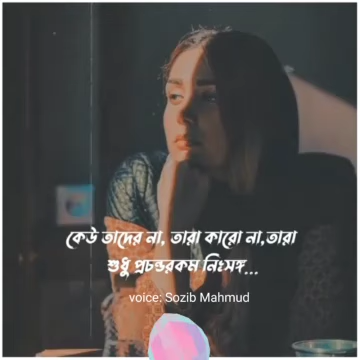 কেউ তাদের না, তারা কারো না,তারা
শুধু প্রচন্ডরকম নিঃসঙ্গ...
voice: Sozib Mahmud